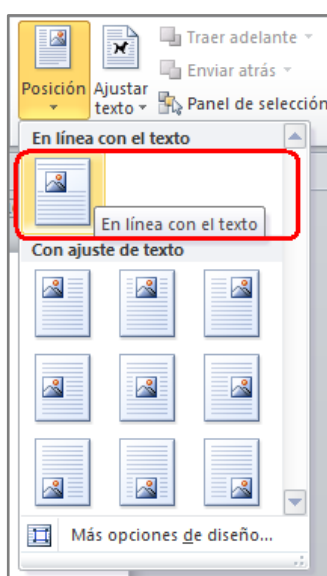 Traer adelante
Enviar atrás
Posición Ajustar
texto Panel de selección
En línea con el texto
En línea con el texto
Con ajuste de texto
Más opciones de diseño...